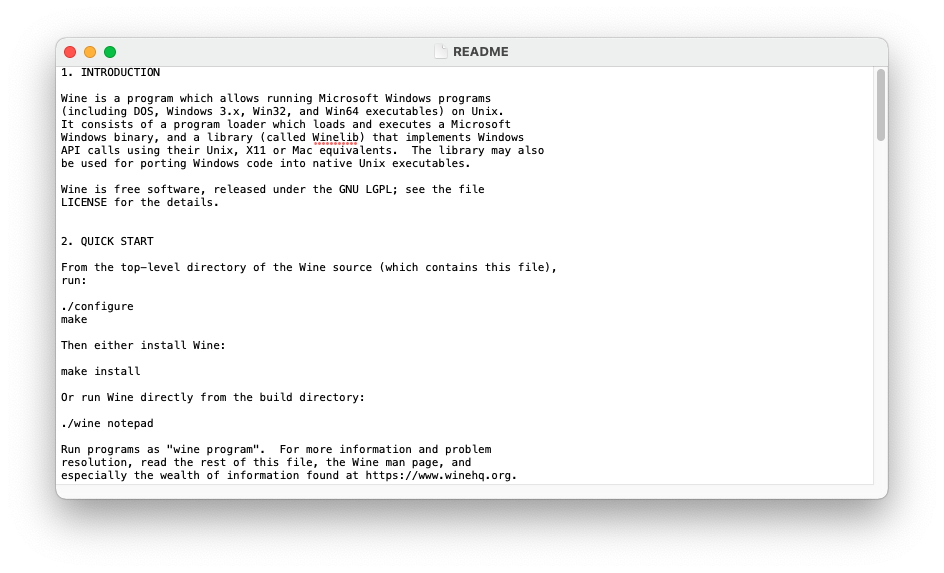 README
1. INTRODUCTION
Wine is a program which allows running Microsoft Windows programs
(including DOS, Windows 3.x, Win32, and Win64 executables) on Unix.
It consists of a program loader which loads and executes a Microsoft
Windows binary, and a library (called Winelib) that implements Windows
API calls using their Unix, X11 or Mac equivalents.  The library may also
be used for porting Windows code into native Unix executables.
Wine is free software, released under the GNU LGPL; see the file
LICENSE for the details.
2. QUICK START
From the top-level directory of the Wine source (which contains this file),
run:
./configure
make
Then either install Wine:
make install
Or run Wine directly from the build directory:
./wine notepad
Run programs as "wine program".  For more information and problem
resolution, read the rest of this file, the Wine man page, and
especially the wealth of information found at https://www.winehq.org.